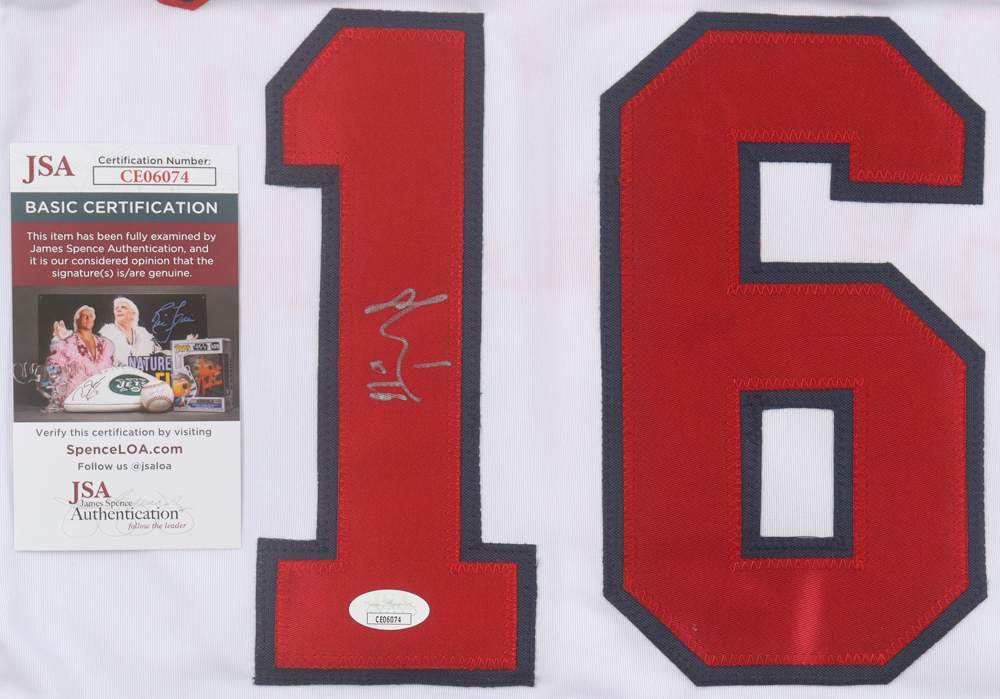 JSA
Certification Number:
CE06074
BASIC CERTIFICATION
This item has been fully examined by
James Spence Authentication, and
it is our considered opinion that the
signature(s) is/are genuine.
NATURE
JETS
Verify this certification by visiting
SpenceLOA.com
Follow us @jsaloa
JSA
James Spence
Authentication
follow the leader
16
CE06074